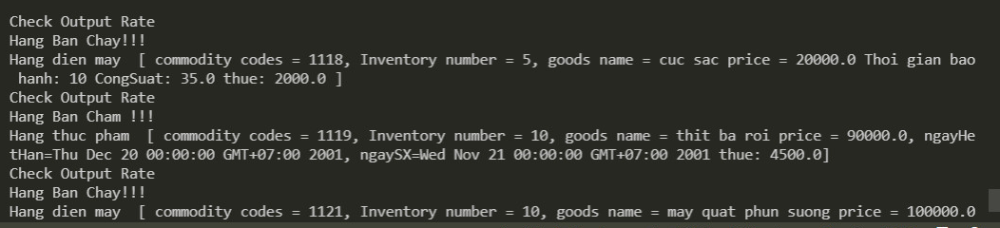 Check Output Rate
Hang Ban Chay!!!
Hang dien may  [ commodity codes = 1118, Inventory number = 5, goods name = cuc sac price = 20000.0 Thoi gian bao
 hanh: 10 CongSuat: 35.0 thue: 2000.0 ]
Check Output Rate
Hang Ban Cham !!!
Hang thuc pham  [ commodity codes = 1119, Inventory number = 10, goods name = thit ba roi price = 90000.0, ngayHe
tHan=Thu Dec 20 00:00:00 GMT+07:00 2001, ngaySX=Wed Nov 21 00:00:00 GMT+07:00 2001 thue: 4500.0]
Check Output Rate
Hang Ban Chay!!!
Hang dien may  [ commodity codes = 1121, Inventory number = 10, goods name = may quat phun suong price = 100000.0